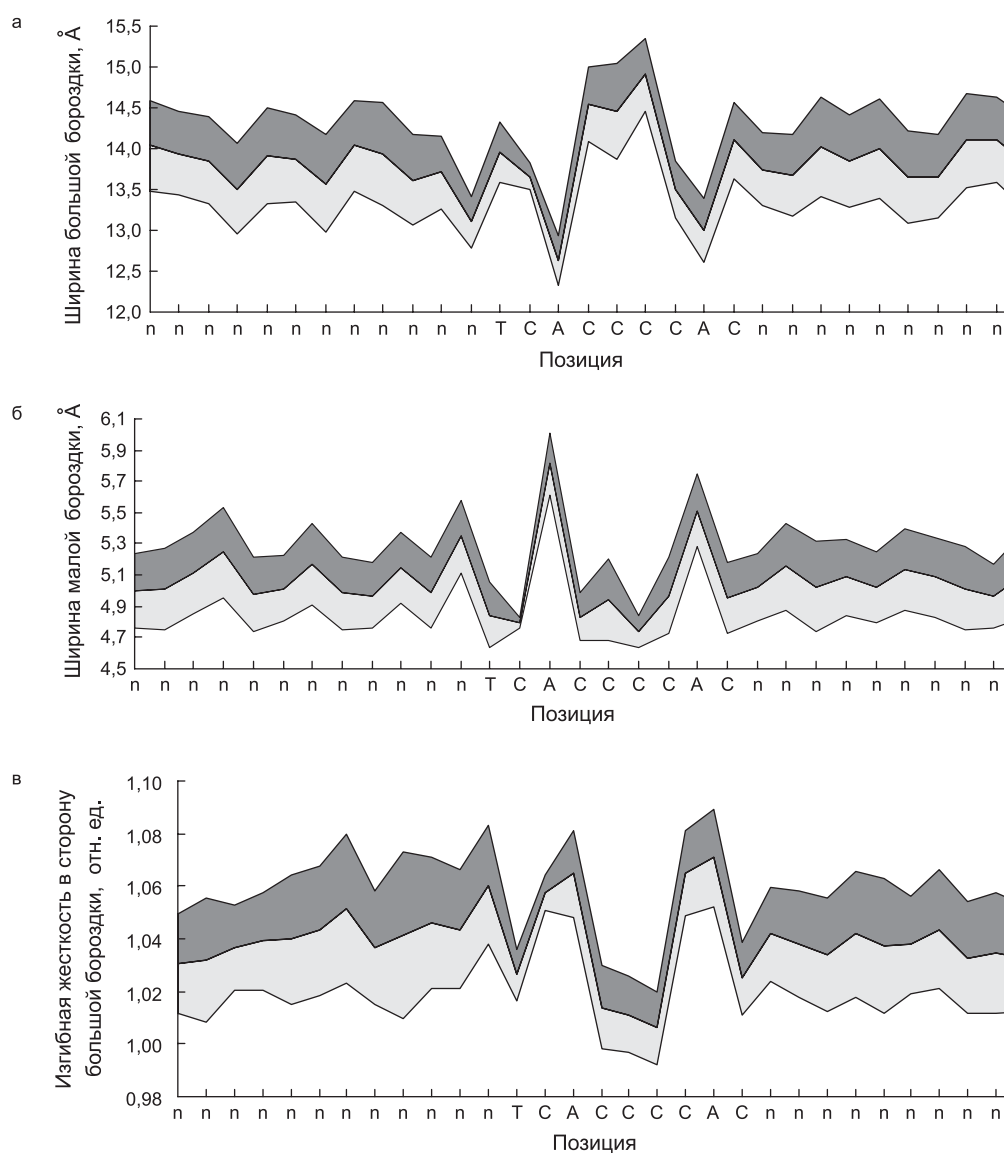 а
Ширина большой бороздки, Å
15,5
15,0
14,5
14,0
13,5
13,0
12,5
12,0
n n n n n n n n n n n n T C A C C C C A C n n n n n n n n n
Позиция
б
Ширина малой бороздки, Å
6,1
5,9
5,7
5,5
5,3
5,1
4,9
4,7
4,5
n n n n n n n n n n n n T C A C C C C A C n n n n n n n n n
Позиция
в
Изгибная жесткость в сторону
большой бороздки, отн. ед.
1,10
1,08
1,06
1,04
1,02
1,00
0,98
n n n n n n n n n n n n T C A C C C C A C n n n n n n n n n
Позиция